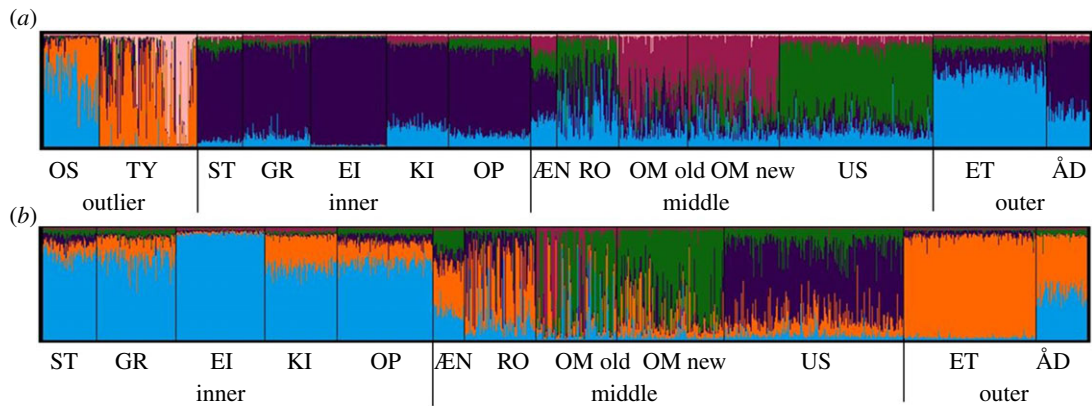 (a)
OS TY ST GR EI KI OP ÆN RO OM old OM new US ET ÅD
outlier inner middle outer
(b)
ST GR EI KI OP ÆN RO OM old OM new US ET ÅD
inner middle outer